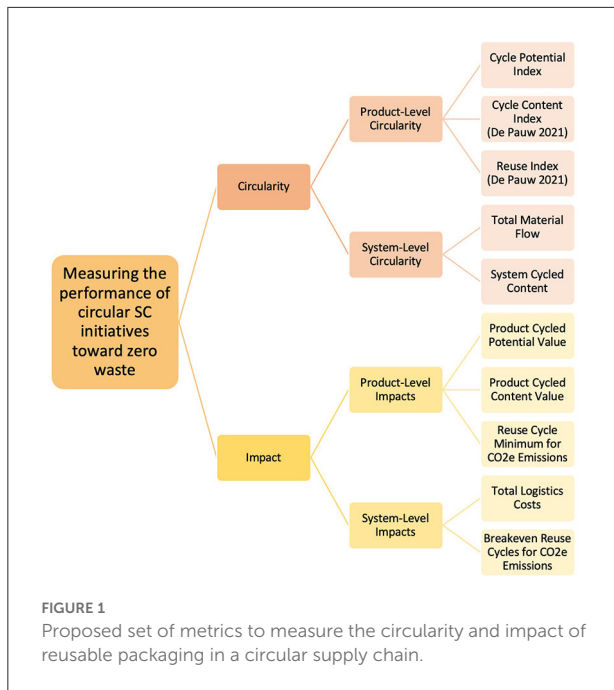 Measuring the
performance of
circular SC
initiatives
toward zero
waste
Circularity
Product-Level
Circularity
Cycle Potential
Index
Cycle Content
Index
(De Pauw 2021)
Reuse Index
(De Pauw 2021)
System-Level
Circularity
Total Material
Flow
System Cycled
Content
Impact
Product-Level
Impacts
Product Cycled
Potential Value
Product Cycled
Content Value
Reuse Cycle
Minimum for
CO2e Emissions
System-Level
Impacts
Total Logistics
Costs
Breakeven Reuse
Cycles for CO2e
Emissions
FIGURE 1
Proposed set of metrics to measure the circularity and impact of
reusable packaging in a circular supply chain.